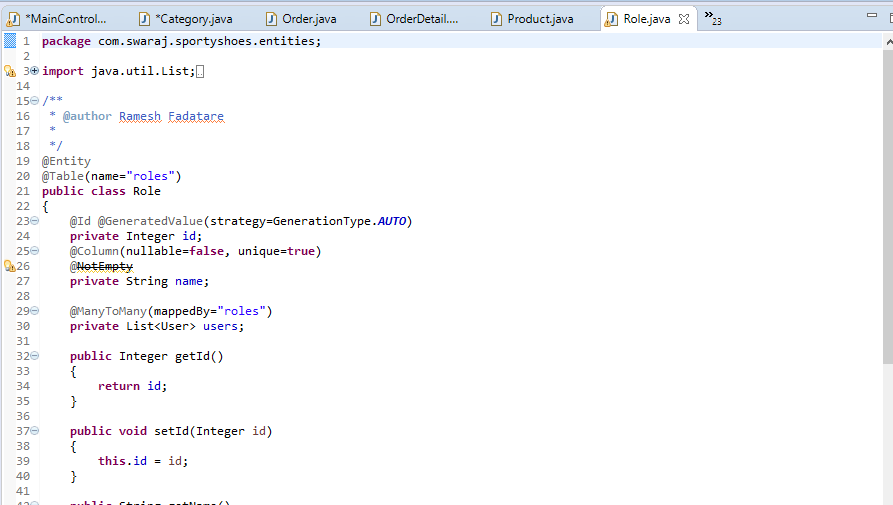 *MainControl... *Category.java Order.java OrderDetail.... Product.java Role.java »23
1 package com.swaraj.sportyshoes.entities;
2
3 import java.util.List;
14
15 /**
16 * @author Ramesh Fadatare
17 *
18 */
19 @Entity
20 @Table(name="roles")
21 public class Role
22 {
23 @Id @GeneratedValue(strategy=GenerationType.AUTO)
24 private Integer id;
25 @Column(nullable=false, unique=true)
26 @NotEmpty
27 private String name;
28
29 @ManyToMany(mappedBy="roles")
30 private List<User> users;
31
32 public Integer getId()
33 {
34 return id;
35 }
36
37 public void setId(Integer id)
38 {
39 this.id = id;
40 }
41
42 public String getName()